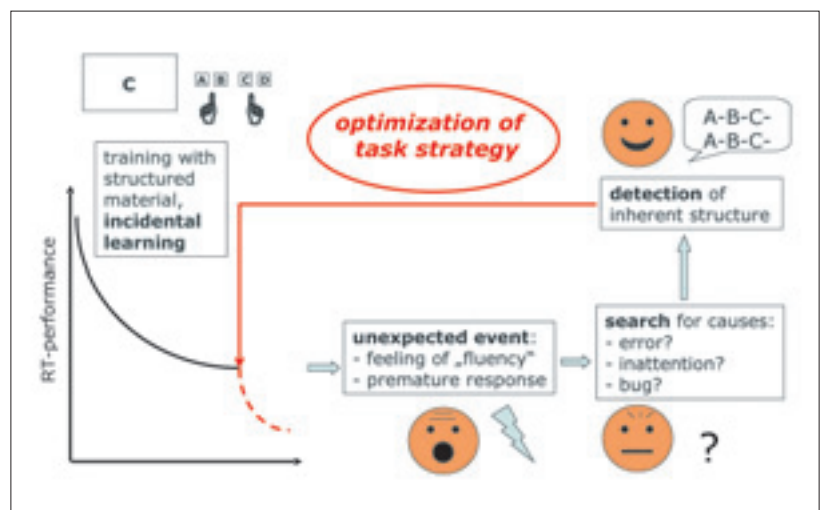 C
A B C D
training with
structured
material,
incidental
learning
optimization of
task strategy
A-B-C-
A-B-C-
detection of
inherent structure
RT-performance
unexpected event:
- feeling of „fluency“
- premature response
search for causes:
- error?
- inattention?
- bug?
?